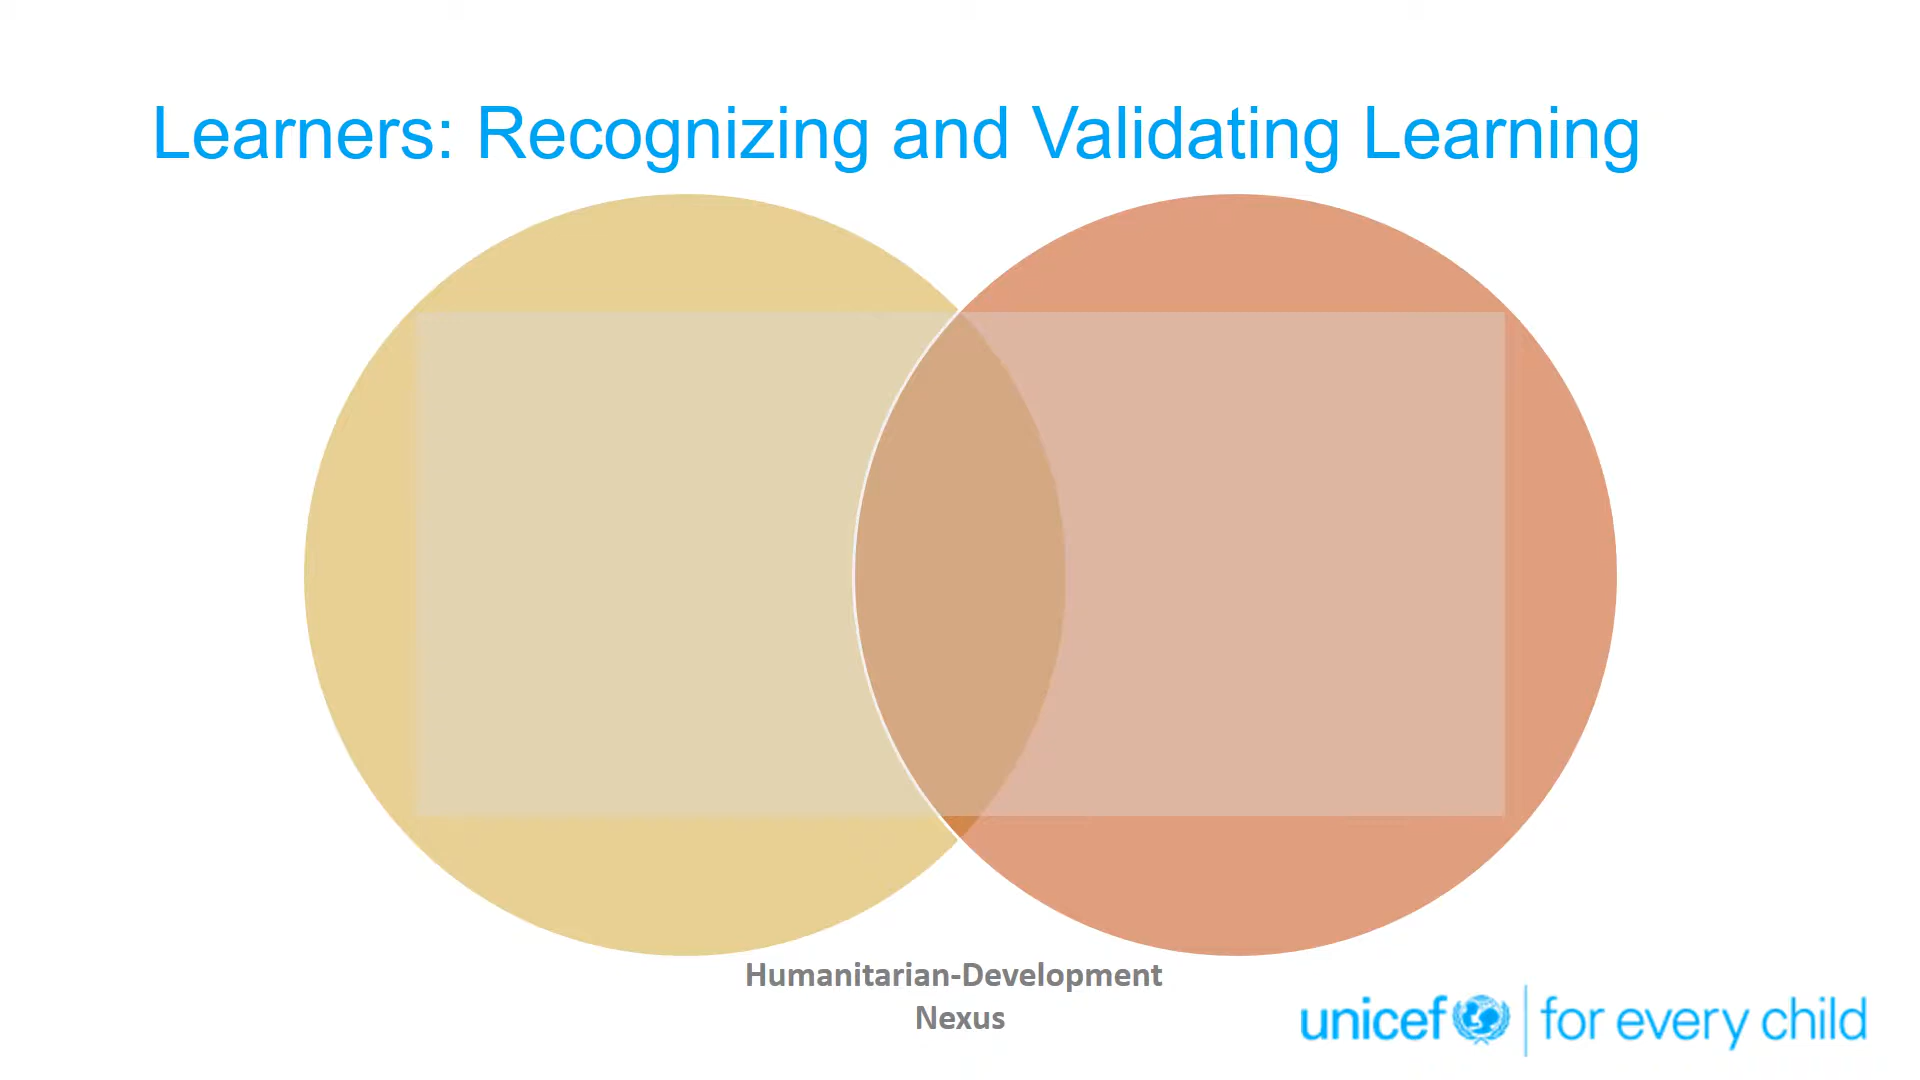 Learners: Recognizing and Validating Learning
Humanitarian-Development
Nexus
unicef for every child